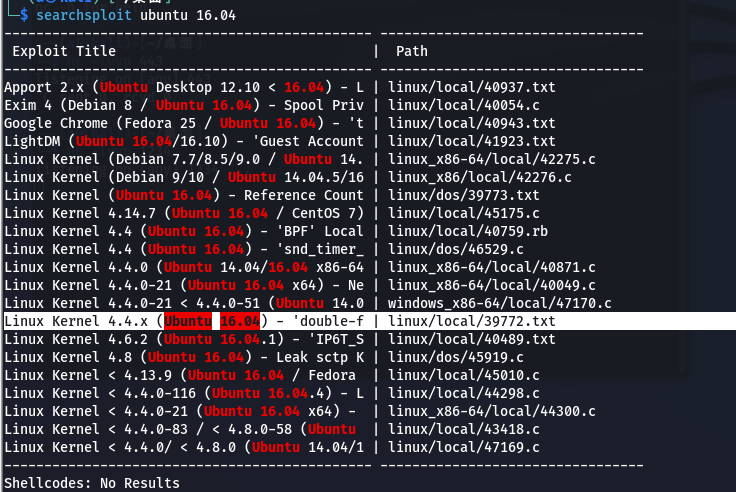 $ searchsploit ubuntu 16.04
Exploit Title | Path
Apport 2.x (Ubuntu Desktop 12.10 < 16.04) - L | linux/local/40937.txt
Exim 4 (Debian 8 / Ubuntu 16.04) - Spool Priv | linux/local/40054.c
Google Chrome (Fedora 25 / Ubuntu 16.04) - 't | linux/local/40943.txt
LightDM (Ubuntu 16.04/16.10) - 'Guest Account | linux/local/41923.txt
Linux Kernel (Debian 7.7/8.5/9.0 / Ubuntu 14. | linux_x86-64/local/42275.c
Linux Kernel (Debian 9/10 / Ubuntu 14.04.5/16 | linux_x86/local/42276.c
Linux Kernel (Ubuntu 16.04) - Reference Count | linux/dos/39773.txt
Linux Kernel 4.14.7 (Ubuntu 16.04 / CentOS 7) | linux/local/45175.c
Linux Kernel 4.4 (Ubuntu 16.04) - 'BPF' Local | linux/local/40759.rb
Linux Kernel 4.4 (Ubuntu 16.04) - 'snd_timer_ | linux/dos/46529.c
Linux Kernel 4.4.0 (Ubuntu 14.04/16.04 x86-64 | linux_x86-64/local/40871.c
Linux Kernel 4.4.0-21 (Ubuntu 16.04 x64) - Ne | linux_x86-64/local/40049.c
Linux Kernel 4.4.0-21 < 4.4.0-51 (Ubuntu 14.0 | windows_x86-64/local/47170.c
Linux Kernel 4.4.x (Ubuntu 16.04) - 'double-f | linux/local/39772.txt
Linux Kernel 4.6.2 (Ubuntu 16.04.1) - 'IP6T_S | linux/local/40489.txt
Linux Kernel 4.8 (Ubuntu 16.04) - Leak sctp K | linux/dos/45919.c
Linux Kernel < 4.13.9 (Ubuntu 16.04 / Fedora | linux/local/45010.c
Linux Kernel < 4.4.0-116 (Ubuntu 16.04.4) - L | linux/local/44298.c
Linux Kernel < 4.4.0-21 (Ubuntu 16.04 x64) - | linux_x86-64/local/44300.c
Linux Kernel < 4.4.0-83 / < 4.8.0-58 (Ubuntu | linux/local/43418.c
Linux Kernel < 4.4.0/ < 4.8.0 (Ubuntu 14.04/1 | linux/local/47169.c
Shellcodes: No Results